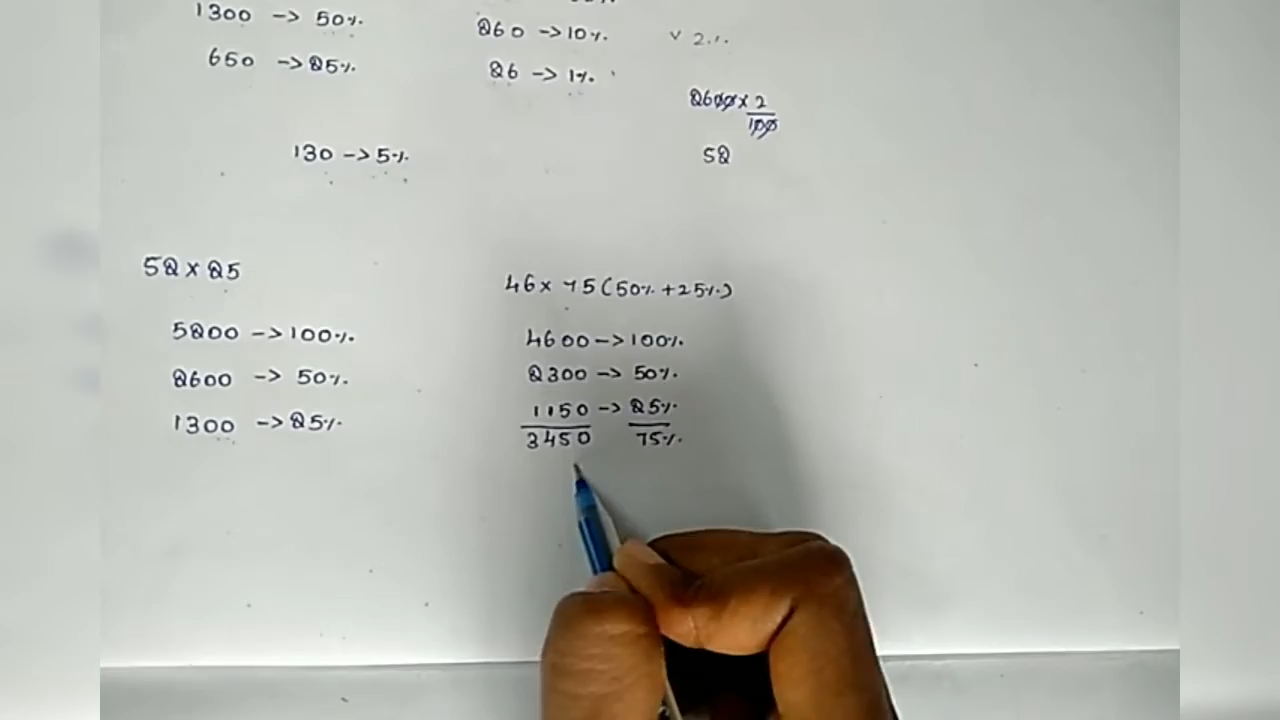 1300 -> 50%
650 -> 25%
260 -> 10%
26 -> 1%
130 -> 5%
✓ 2%
2600 x 2/100
52
52 x 25
5200 -> 100%
2600 -> 50%
1300 -> 25%
46 x 75 (50% + 25%)
4600 -> 100%
2300 -> 50%
1150 -> 25%
3450 75%